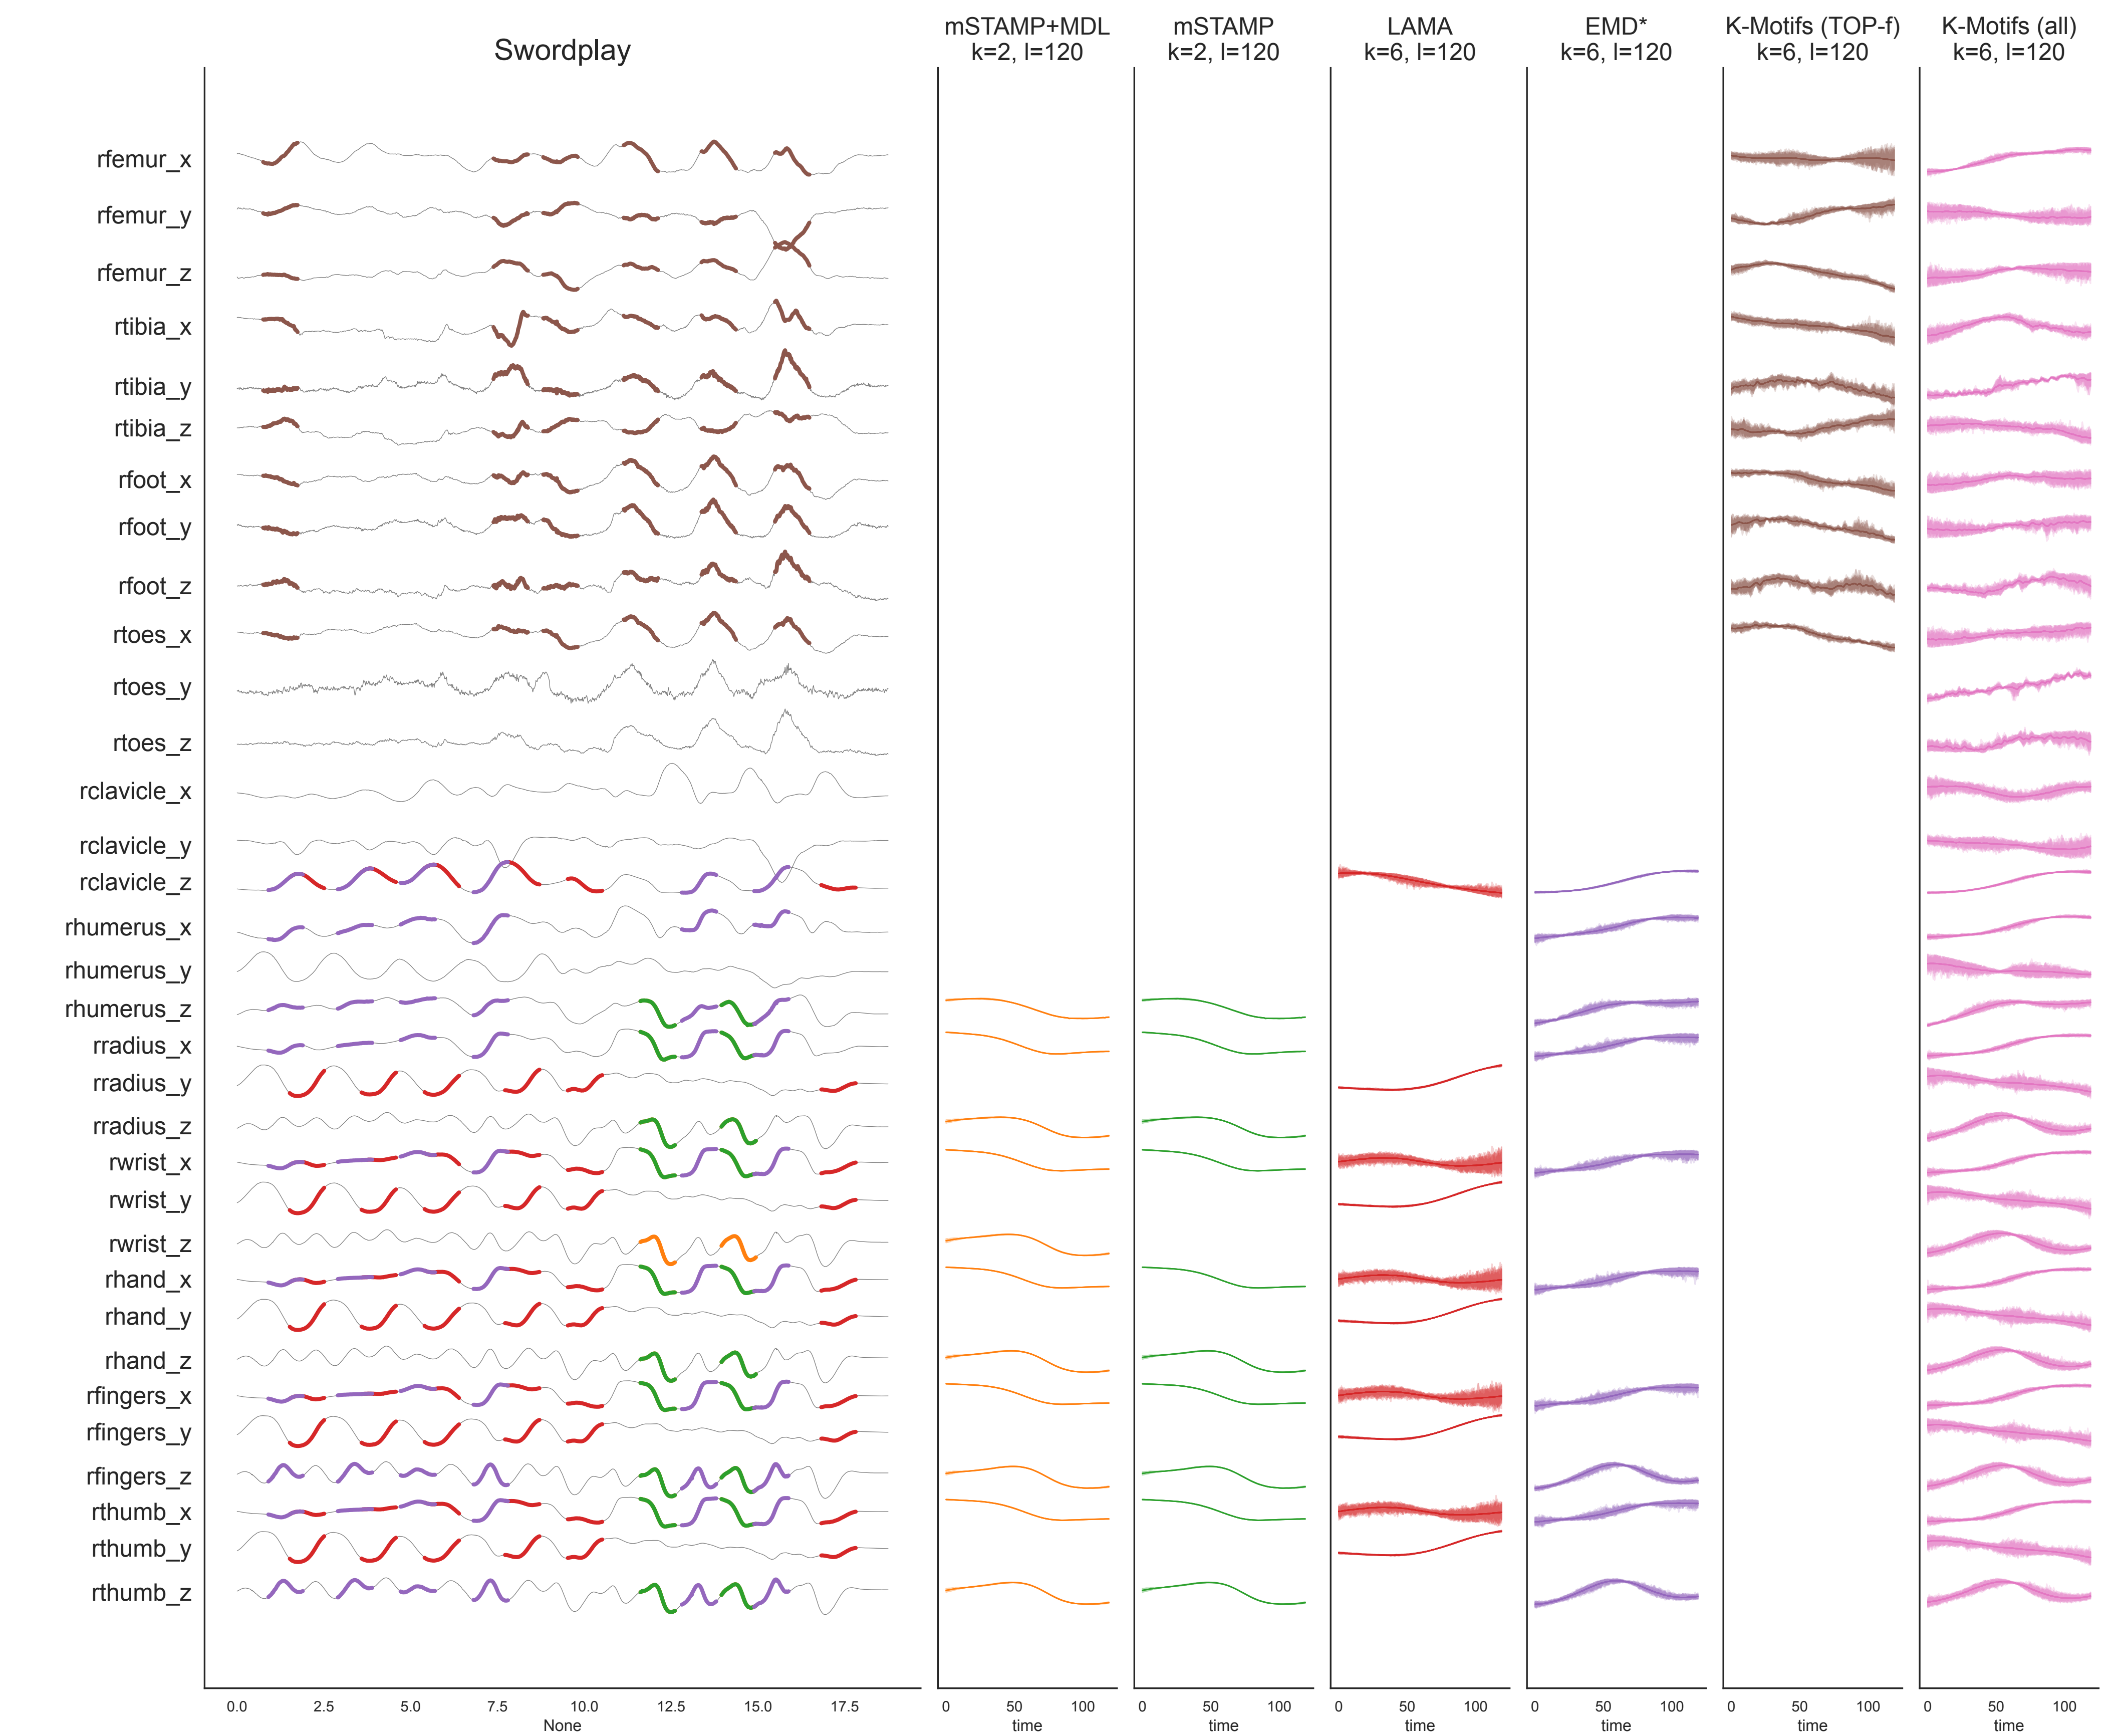 Swordplay
mSTAMP+MDL
k=2, l=120
mSTAMP
k=2, l=120
LAMA
k=6, l=120
EMD*
k=6, l=120
K-Motifs (TOP-f)
k=6, l=120
K-Motifs (all)
k=6, l=120
rfemur_x
rfemur_y
rfemur_z
rtibia_x
rtibia_y
rtibia_z
rfoot_x
rfoot_y
rfoot_z
rtoes_x
rtoes_y
rtoes_z
rclavicle_x
rclavicle_y
rclavicle_z
rhumerus_x
rhumerus_y
rhumerus_z
rradius_x
rradius_y
rradius_z
rwrist_x
rwrist_y
rwrist_z
rhand_x
rhand_y
rhand_z
rfingers_x
rfingers_y
rfingers_z
rthumb_x
rthumb_y
rthumb_z
0.0 2.5 5.0 7.5 10.0 12.5 15.0 17.5
None
0 50 100
time
0 50 100
time
0 50 100
time
0 50 100
time
0 50 100
time
0 50 100
time